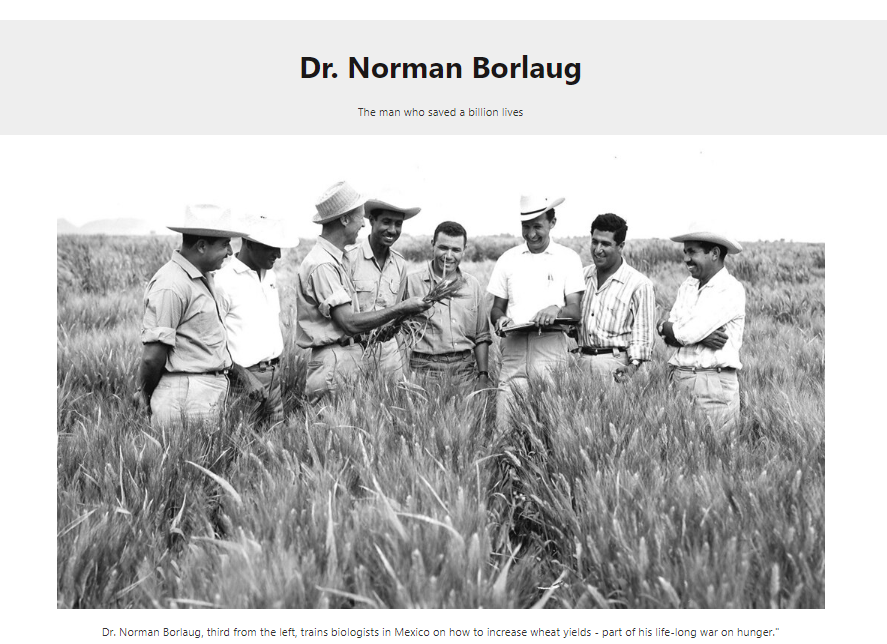 Dr. Norman Borlaug
The man who saved a billion lives
Dr. Norman Borlaug, third from the left, trains biologists in Mexico on how to increase wheat yields - part of his life-long war on hunger."